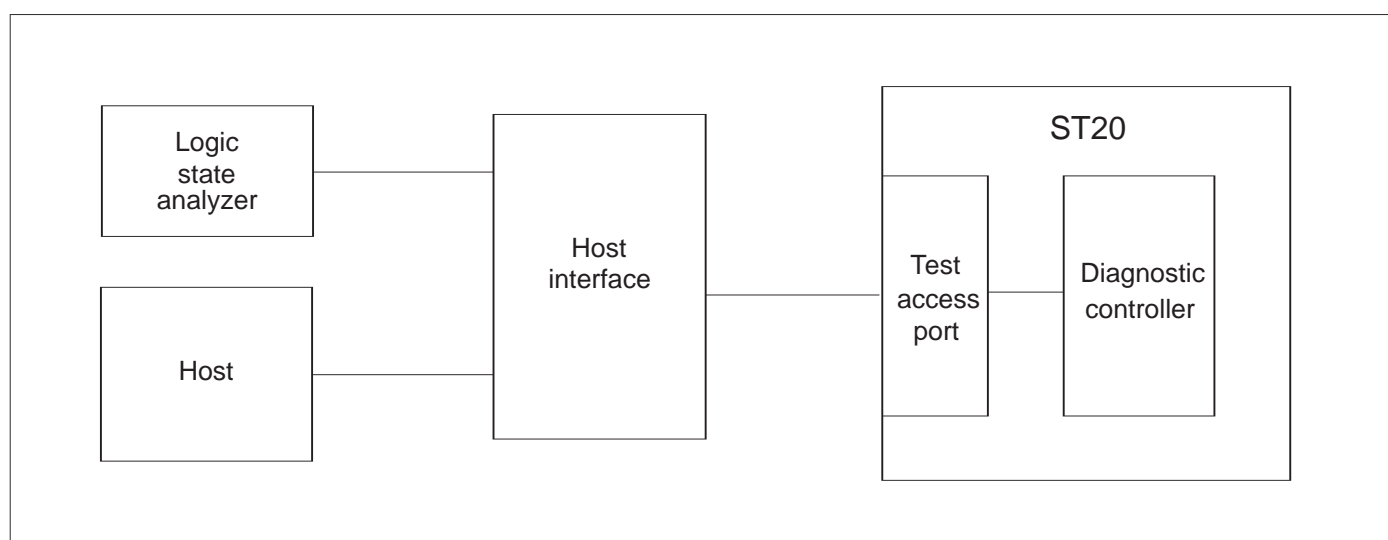 Logic
state
analyzer
Host
Host
interface
ST20
Test
access
port
Diagnostic
controller